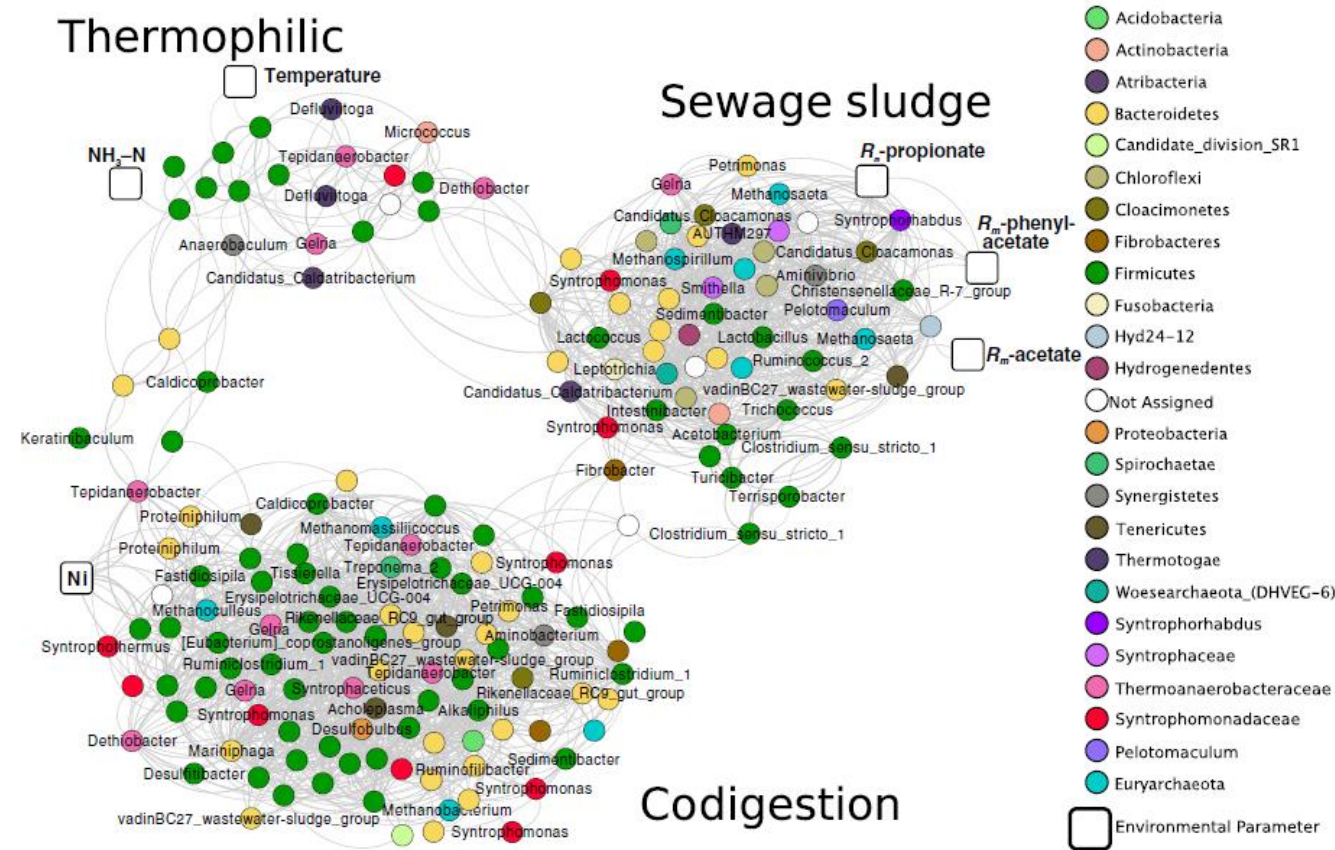 Thermophilic
Temperature
Defluviitoga
Micrococcus
NH3–N
Tepidanaerobacter
Defluviitoga
Dethiobacter
Anaerobaculum
Gelria
Candidatus_Caldatribacterium
Caldicoprobacter
Keratinibaculum
Tepidanaerobacter
Sewage sludge
Rn-propionate
Petrimonas
Gelria
Methanosaeta
Candidatus_Cloacamonas
Syntrophorhabdus
AUTHM297
Rm-phenyl-
acetate
Methanospirillum
Candidatus_Cloacamonas
Syntrophomonas
Aminivibrio
Smithella
Christensenellaceae_R-7_group
Sedimentibacter
Pelotomaculum
Lactococcus
Lactobacillus
Methanosaeta
Rm-acetate
Leptotrichia
Ruminococcus_2
Candidatus_Caldatribacterium
vadinBC27_wastewater-sludge_group
Intestinibacter
Trichococcus
Syntrophomonas
Acetobacterium
Clostridium_sensu_stricto_1
Fibrobacter
Turicibacter
Terrisporobacter
Clostridium_sensu_stricto_1
Proteiniphilum
Caldicoprobacter
Methanomassiliicoccus
Proteiniphilum
Tepidanaerobacter
Ni
Fastidiosipila
Tissierella
Treponema_2
Syntrophomonas
Erysipelotrichaceae_UCG-004
Erysipelotrichaceae_UCG-004
Methanoculleus
Rikenellaceae_RC9_gut_group
Petrimonas
Fastidiosipila
Gelria
Syntrophothermus
[Eubacterium]_coprostanoligenes_group
Aminobacterium
Ruminiclostridium_1
vadinBC27_wastewater-sludge_group
Tepidanaerobacter
Ruminiclostridium_1
Gelria
Syntrophaceticus
Rikenellaceae_RC9_gut_group
Syntrophomonas
Acholeplasma
Alkaliphilus
Dethiobacter
Desulfobulbus
Mariniphaga
Sedimentibacter
Desulfitibacter
Ruminofilibacter
Syntrophomonas
vadinBC27_wastewater-sludge_group
Methanobacterium
Syntrophomonas
Codigestion
Acidobacteria
Actinobacteria
Atribacteria
Bacteroidetes
Candidate_division_SR1
Chloroflexi
Cloacimonetes
Fibrobacteres
Firmicutes
Fusobacteria
Hyd24−12
Hydrogenedentes
Not Assigned
Proteobacteria
Spirochaetae
Synergistetes
Tenericutes
Thermotogae
Woesearchaeota_(DHVEG−6)
Syntrophorhabdus
Syntrophaceae
Thermoanaerobacteraceae
Syntrophomonadaceae
Pelotomaculum
Euryarchaeota
Environmental Parameter